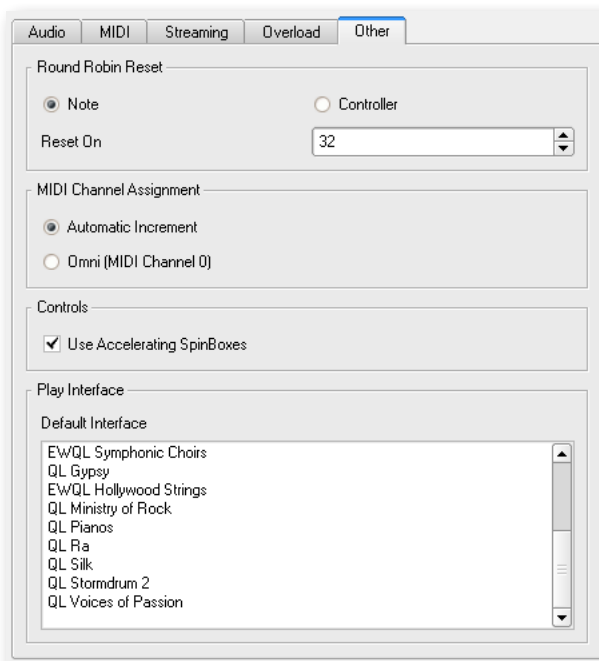 Audio MIDI Streaming Overload Other
Round Robin Reset
Note Controller
Reset On 32
MIDI Channel Assignment
Automatic Increment
Omni (MIDI Channel 0)
Controls
Use Accelerating SpinBoxes
Play Interface
Default Interface
EWQL Symphonic Choirs
QL Gypsy
EWQL Hollywood Strings
QL Ministry of Rock
QL Pianos
QL Ra
QL Silk
QL Stormdrum 2
QL Voices of Passion